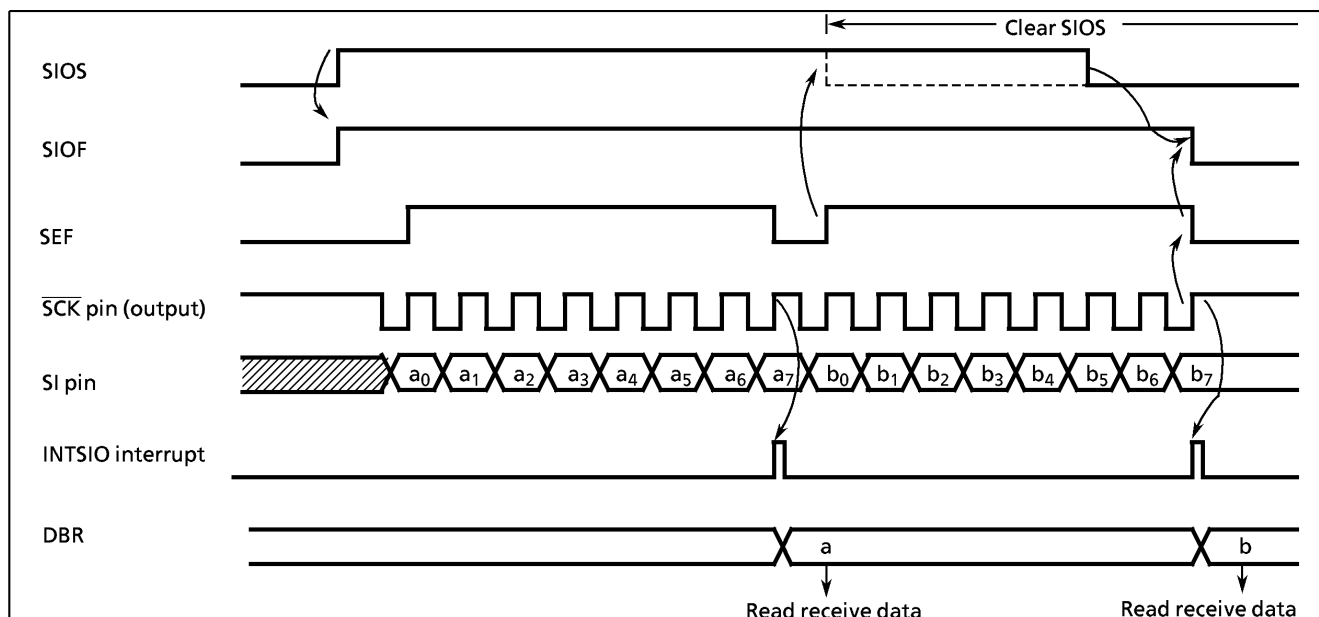 Clear SIOS
SIOS
SIOF
SEF
S̅C̅K̅ pin (output)
SI pin
a₀ a₁ a₂ a₃ a₄ a₅ a₆ a₇ b₀ b₁ b₂ b₃ b₄ b₅ b₆ b₇
INTSIO interrupt
DBR
a b
Read receive data Read receive data